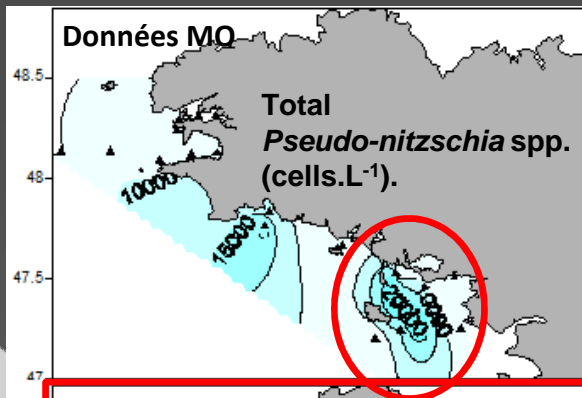 Données MQ
48.5
Total
Pseudo-nitzschia spp.
(cells.L-1).
48
10000
15000
47.5
47